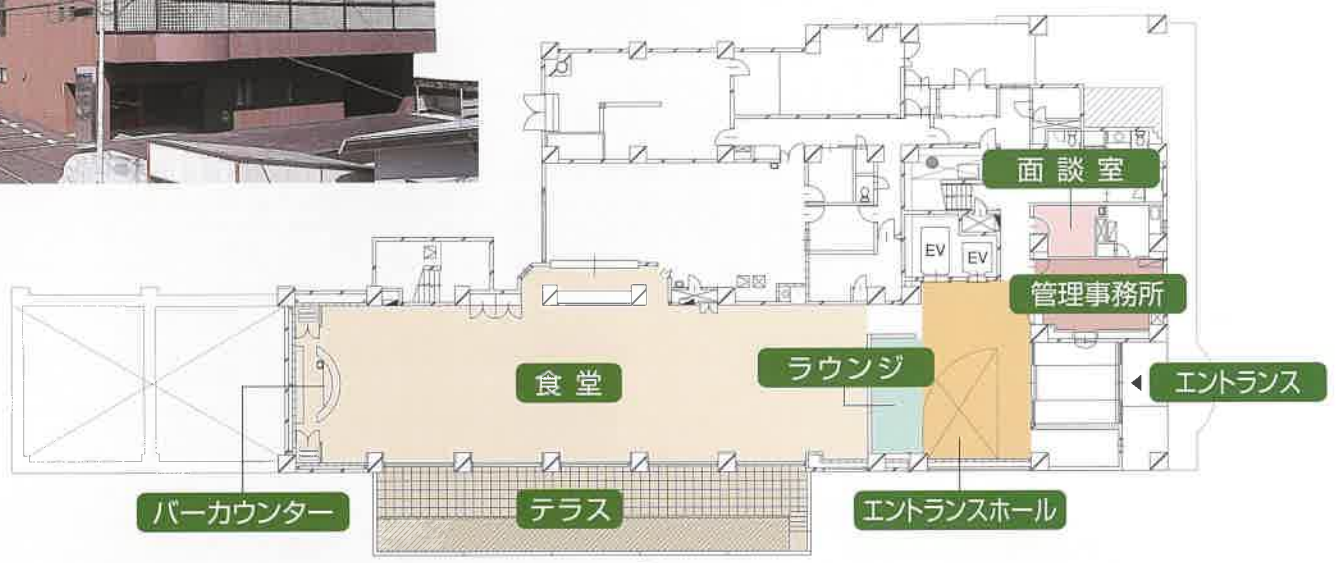 面談室
EV
EV
管理事務所
ラウンジ
エントランス
食堂
バーカウンター
テラス
エントランスホール